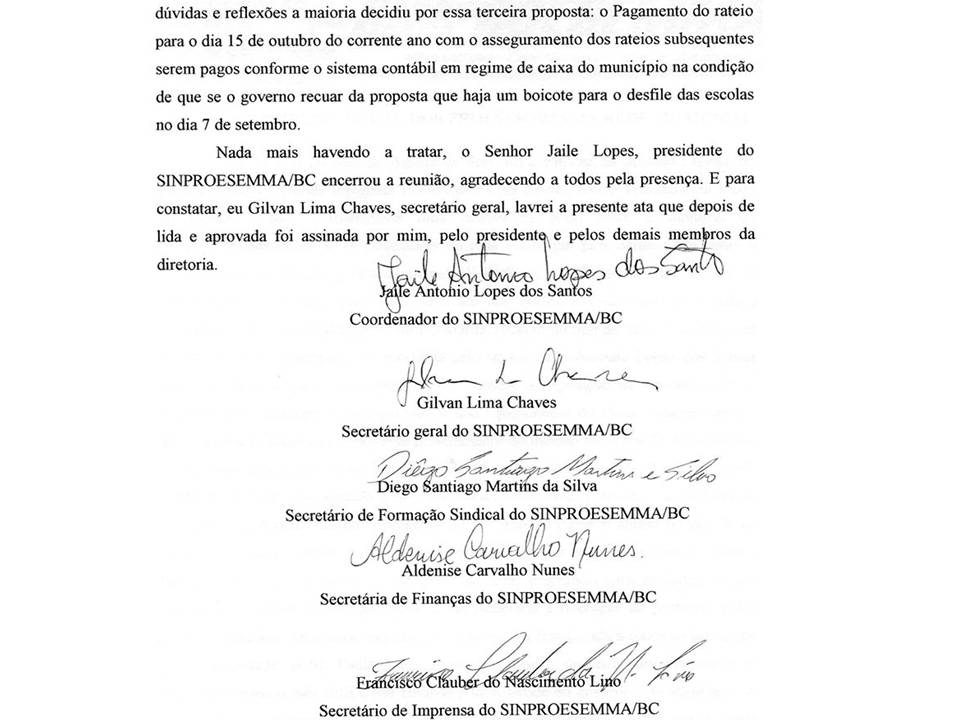 dúvidas e reflexões a maioria decidiu por essa terceira proposta: o Pagamento do rateio
para o dia 15 de outubro do corrente ano com o asseguramento dos rateios subsequentes
serem pagos conforme o sistema contábil em regime de caixa do município na condição
de que se o governo recuar da proposta que haja um boicote para o desfile das escolas
no dia 7 de setembro.
Nada mais havendo a tratar, o Senhor Jaile Lopes, presidente do
SINPROESEMMA/BC encerrou a reunião, agradecendo a todos pela presença. E para
constatar, eu Gilvan Lima Chaves, secretário geral, lavrei a presente ata que depois de
lida e aprovada foi assinada por mim, pelo presidente e pelos demais membros da
diretoria.
Jaile Antonio Lopes dos Santo
Jaile Antonio Lopes dos Santos
Coordenador do SINPROESEMMA/BC
Gilvan L Chaves
Gilvan Lima Chaves
Secretário geral do SINPROESEMMA/BC
Diêgo Santiago Martins e Silva
Diego Santiago Martins da Silva
Secretário de Formação Sindical do SINPROESEMMA/BC
Aldenise Carvalho Nunes.
Aldenise Carvalho Nunes
Secretária de Finanças do SINPROESEMMA/BC
Francisco Clauber do N. Lino
Francisco Clauber do Nascimento Lino
Secretário de Imprensa do SINPROESEMMA/BC